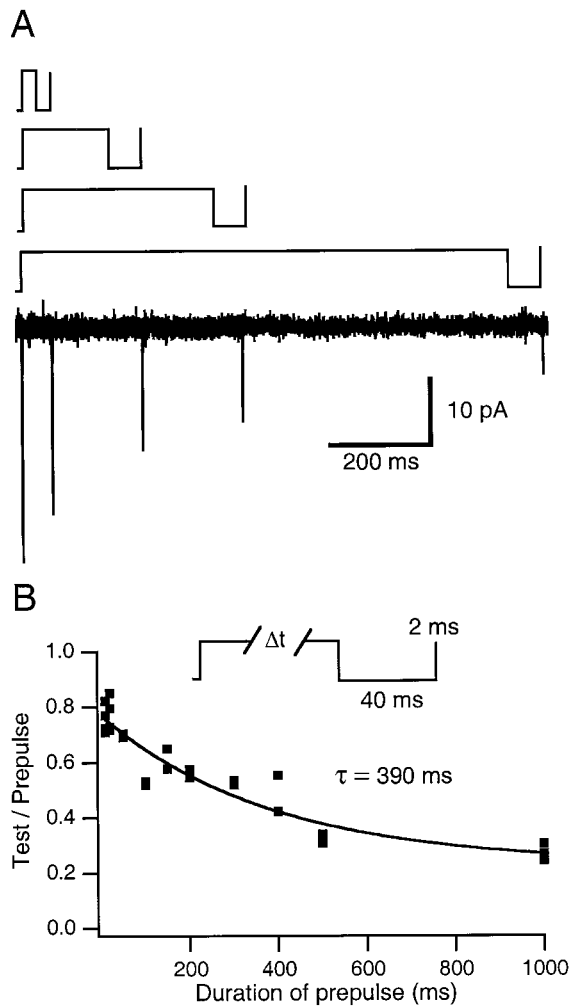 A
10 pA
200 ms
B
2 ms
Δt
40 ms
τ = 390 ms
Test / Prepulse
1.0
0.8
0.6
0.4
0.2
0.0
200
400
600
800
1000
Duration of prepulse (ms)